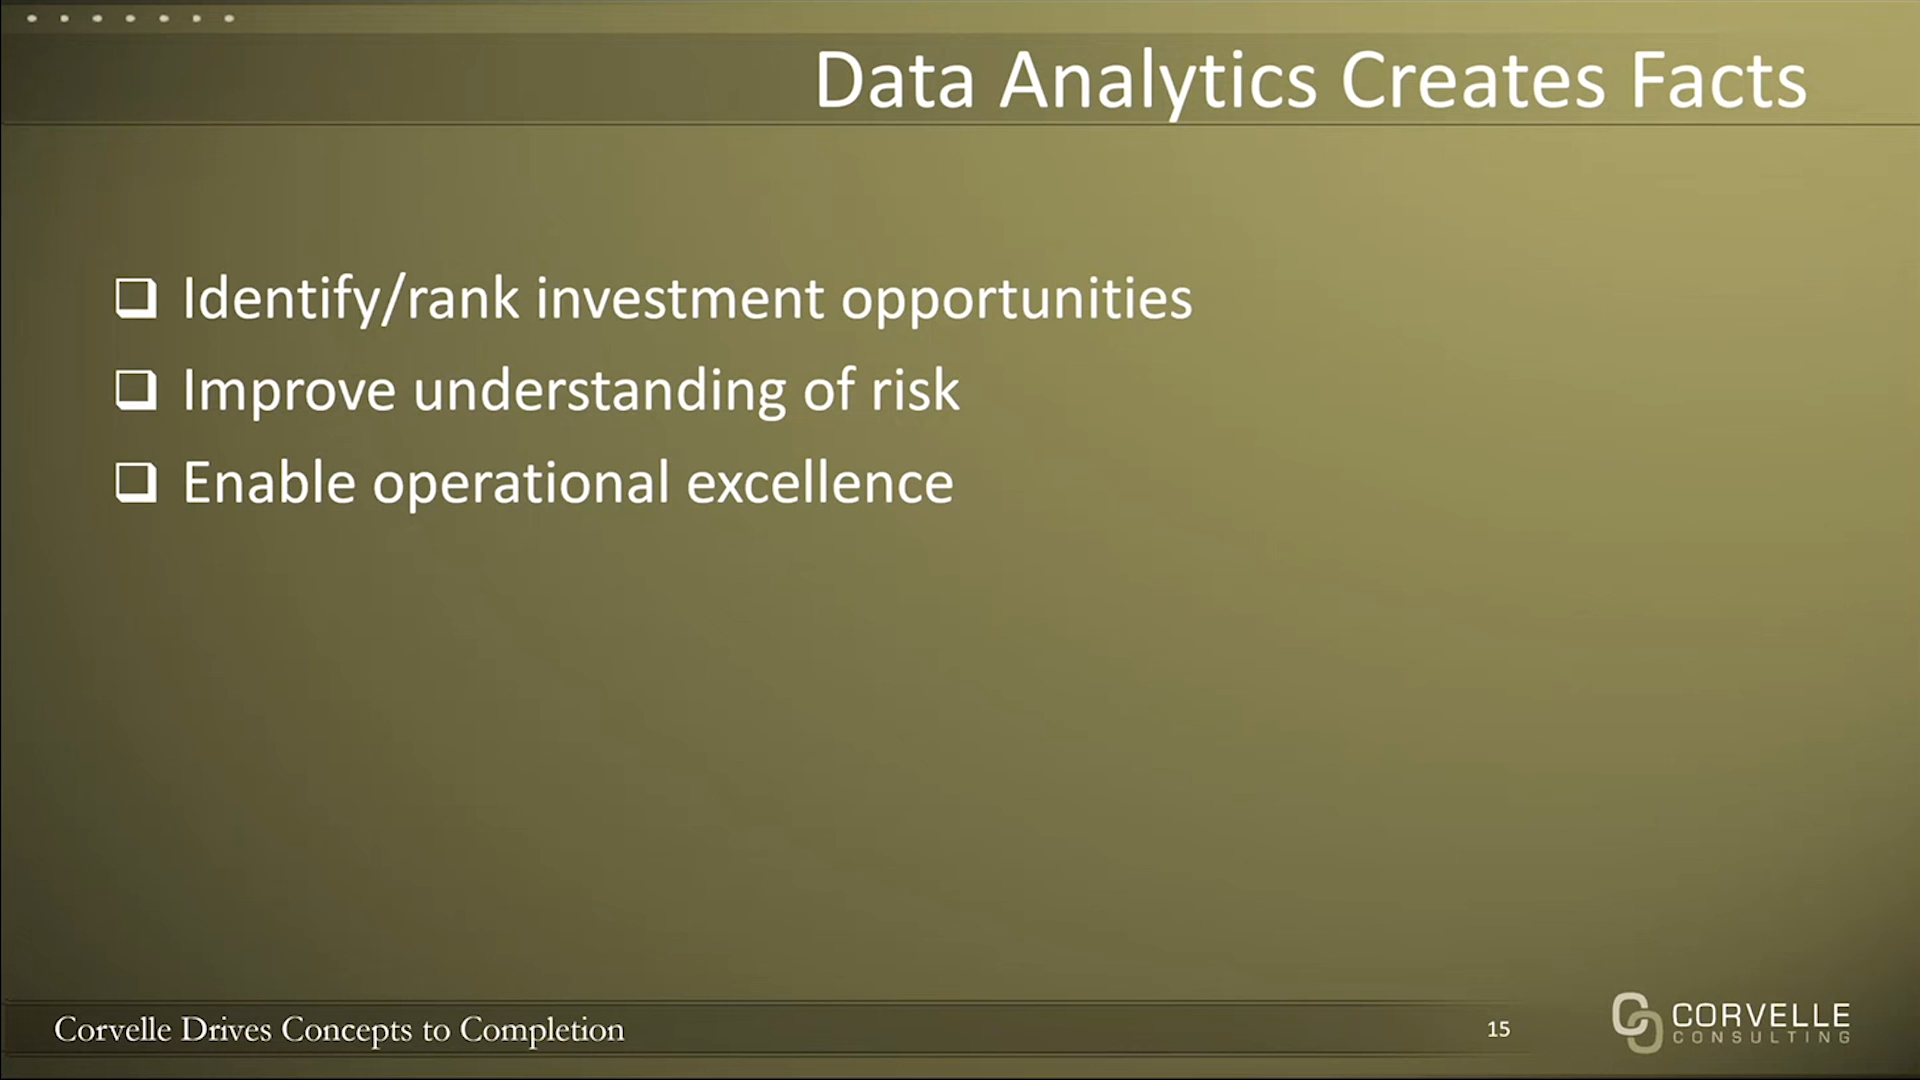 Data Analytics Creates Facts
Identify/rank investment opportunities
Improve understanding of risk
Enable operational excellence
Corvelle Drives Concepts to Completion
15
CORVELLE
CONSULTING